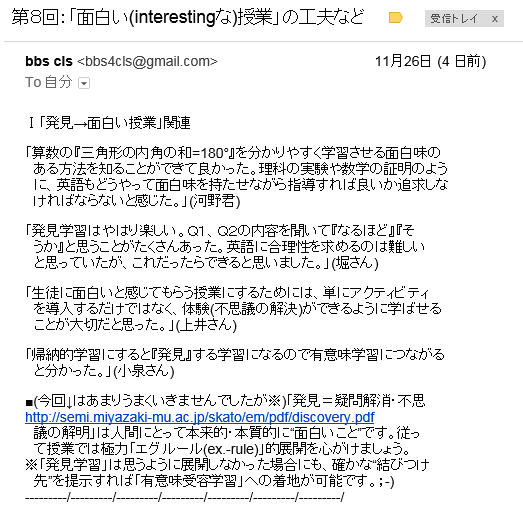 第８回：「面白い(interestingな)授業」の工夫など 受信トレイ x
bbs cls <bbs4cls@gmail.com> 11月26日 (4 日前)
To 自分
Ⅰ「発見→面白い授業」関連
「算数の『三角形の内角の和=180°』を分かりやすく学習させる面白味の
ある方法を知ることができて良かった。理科の実験や数学の証明のよう
に、英語もどうやって面白味を持たせながら指導すれば良いか追求しな
ければならないと感じた。」(河野君)
「発見学習はやはり楽しい。Ｑ１、Ｑ２の内容を聞いて『なるほど』『そ
うか』と思うことがたくさんあった。英語に合理性を求めるのは難しい
と思っていたが、これだったらできると思いました。」(堀さん)
「生徒に面白いと感じてもらう授業にするためには、単にアクティビティ
を導入するだけではなく、体験(不思議の解決)ができるように学ばせる
ことが大切だと思った。」(上井さん)
「帰納的学習にすると『発見』する学習になるので有意味学習につながる
と分かった。」(小泉さん)
■(今回↓はあまりうまくいきませんでしたが※)「発見＝疑問解消･不思
http://semi.miyazaki-mu.ac.jp/skato/em/pdf/discovery.pdf
議の解明」は人間にとって本来的･本質的に“面白いこと”です。従っ
て授業では極力「エグルール(ex.-rule)」的展開を心がけましょう。
※「発見学習」は思うように展開しなかった場合にも、確かな“結びつけ
先”を提示すれば「有意味受容学習」への着地が可能です。；-)
---------/---------/---------/---------/---------/---------/---------/